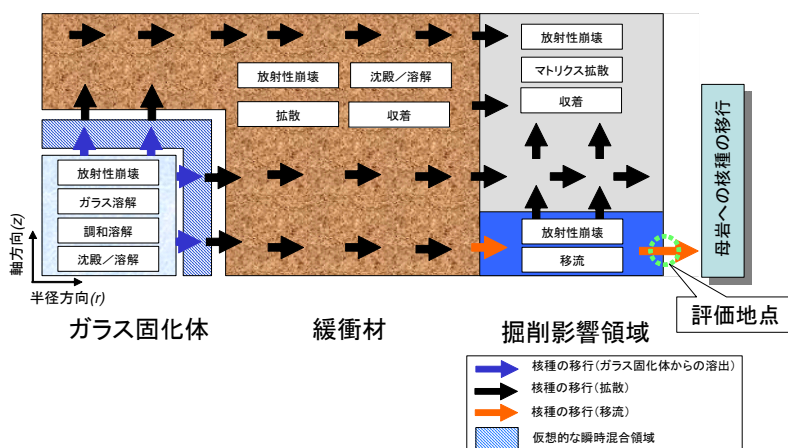 放射性崩壊
マトリクス拡散
収着
放射性崩壊
沈殿／溶解
拡散
収着
放射性崩壊
ガラス溶解
調和溶解
沈殿／溶解
放射性崩壊
移流
母岩への核種の移行
軸方向(z)
半径方向(r)
評価地点
ガラス固化体
緩衝材
掘削影響領域
核種の移行(ガラス固化体からの溶出)
核種の移行(拡散)
核種の移行(移流)
仮想的な瞬時混合領域